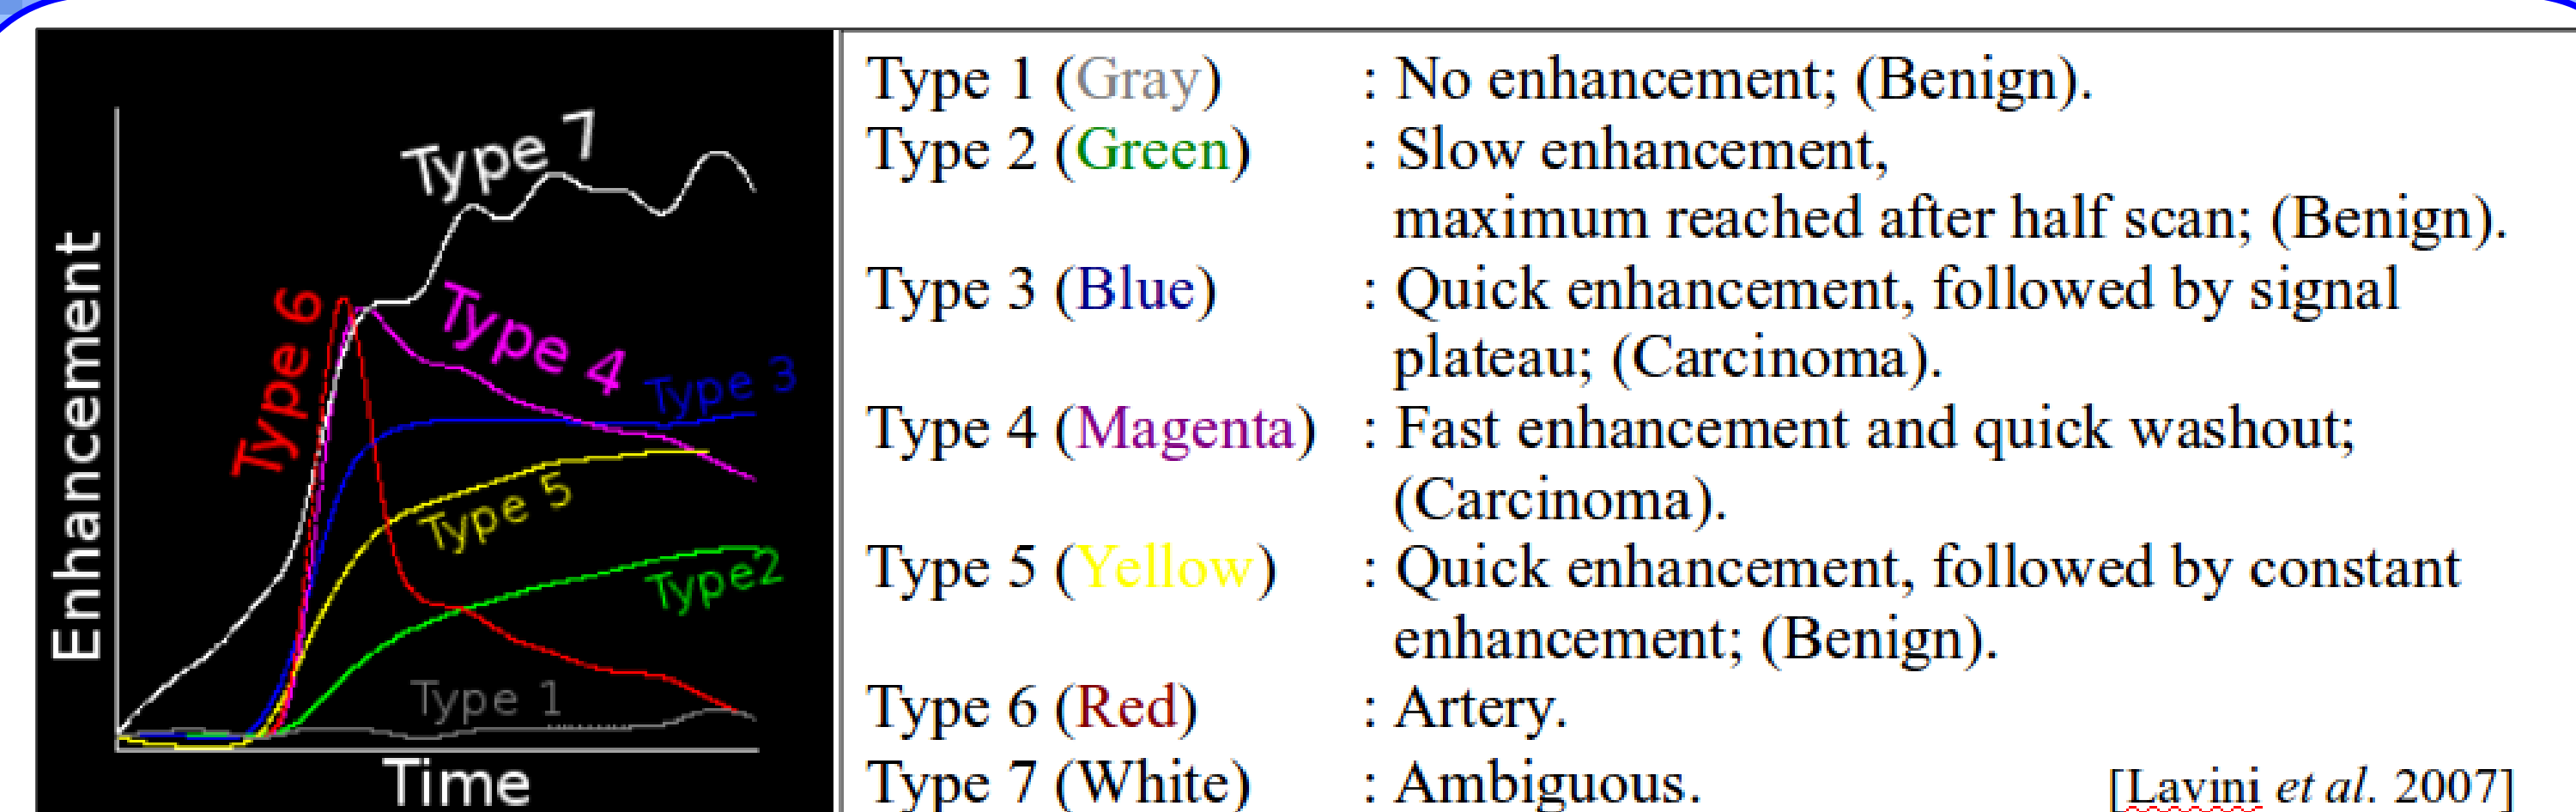 Type 7
Type 6
Type 4
Type 3
Type 5
Type2
Type 1
Enhancement
Time
Type 1 (Gray) : No enhancement; (Benign).
Type 2 (Green) : Slow enhancement,
maximum reached after half scan; (Benign).
Type 3 (Blue) : Quick enhancement, followed by signal
plateau; (Carcinoma).
Type 4 (Magenta) : Fast enhancement and quick washout;
(Carcinoma).
Type 5 (Yellow) : Quick enhancement, followed by constant
enhancement; (Benign).
Type 6 (Red) : Artery.
Type 7 (White) : Ambiguous.
[Lavini et al. 2007]